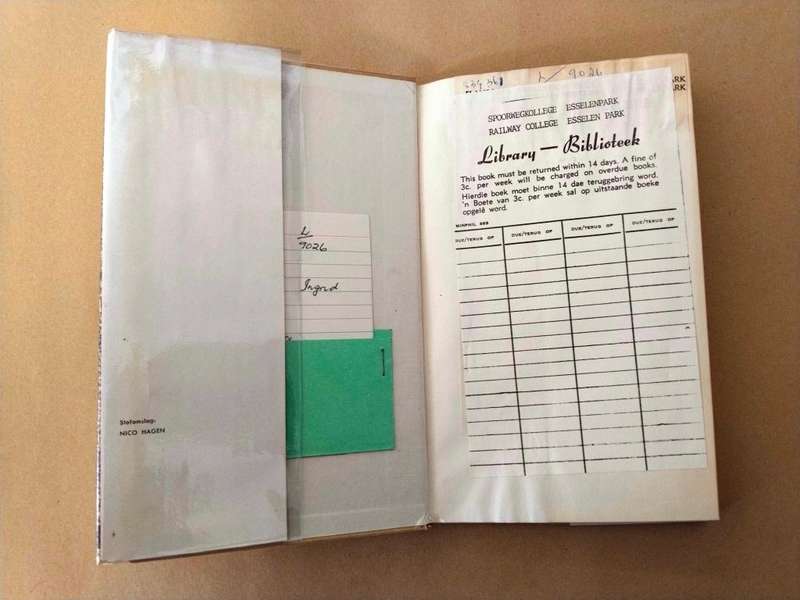 L
9026
Ingrid
Stofomslag:
NICO HAGEN
L/ 9026
ARK
ARK
SPOORWEGKOLLEGE ESSELENPARK
RAILWAY COLLEGE ESSELEN PARK
Library — Biblioteek
This book must be returned within 14 days. A fine of
3c. per week will be charged on overdue books.
Hierdie boek moet binne 14 dae teruggebring word.
'n Boete van 3c. per week sal op uitstaande boeke
opgelê word.
DUE/TERUG OP DUE/TERUG OP DUE/TERUG OP DUE/TERUG OP